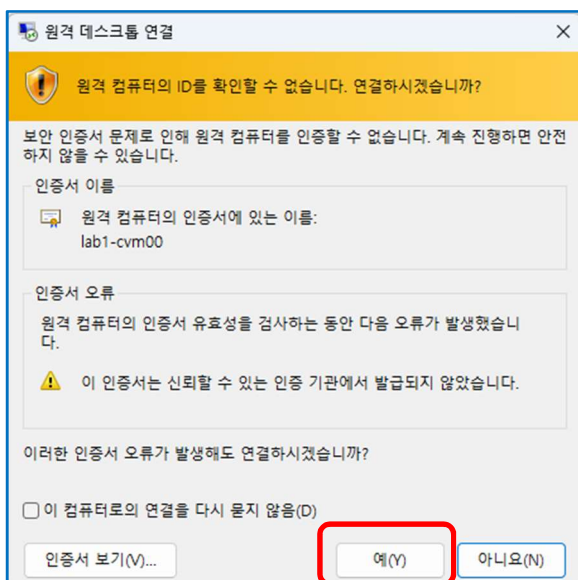 원격 데스크톱 연결
원격 컴퓨터의 ID를 확인할 수 없습니다. 연결하시겠습니까?
보안 인증서 문제로 인해 원격 컴퓨터를 인증할 수 없습니다. 계속 진행하면 안전
하지 않을 수 있습니다.
인증서 이름
원격 컴퓨터의 인증서에 있는 이름:
lab1-cvm00
인증서 오류
원격 컴퓨터의 인증서 유효성을 검사하는 동안 다음 오류가 발생했습니
다.
이 인증서는 신뢰할 수 있는 인증 기관에서 발급되지 않았습니다.
이러한 인증서 오류가 발생해도 연결하시겠습니까?
이 컴퓨터로의 연결을 다시 묻지 않음(D)
인증서 보기(V)... 예(Y) 아니요(N)